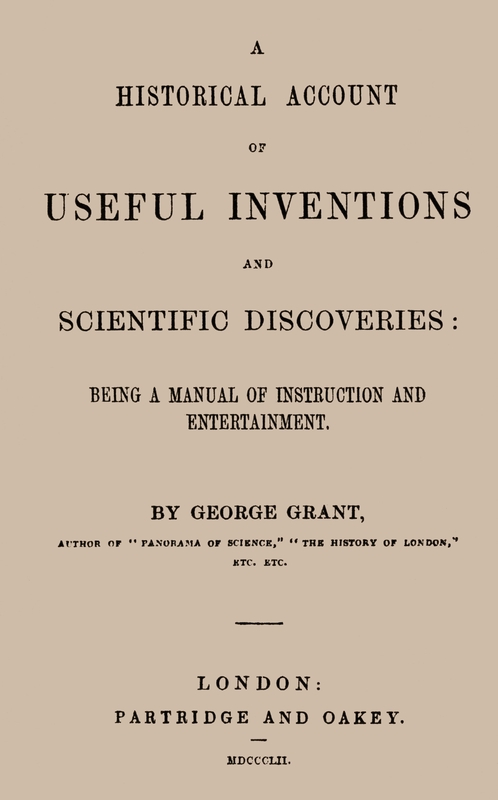 A
HISTORICAL ACCOUNT
OF
USEFUL INVENTIONS
AND
SCIENTIFIC DISCOVERIES:
BEING A MANUAL OF INSTRUCTION AND
ENTERTAINMENT.
BY GEORGE GRANT,
AUTHOR OF "PANORAMA OF SCIENCE," "THE HISTORY OF LONDON,"
ETC. ETC.
LONDON:
PARTRIDGE AND OAKEY.
MDCCCLII.